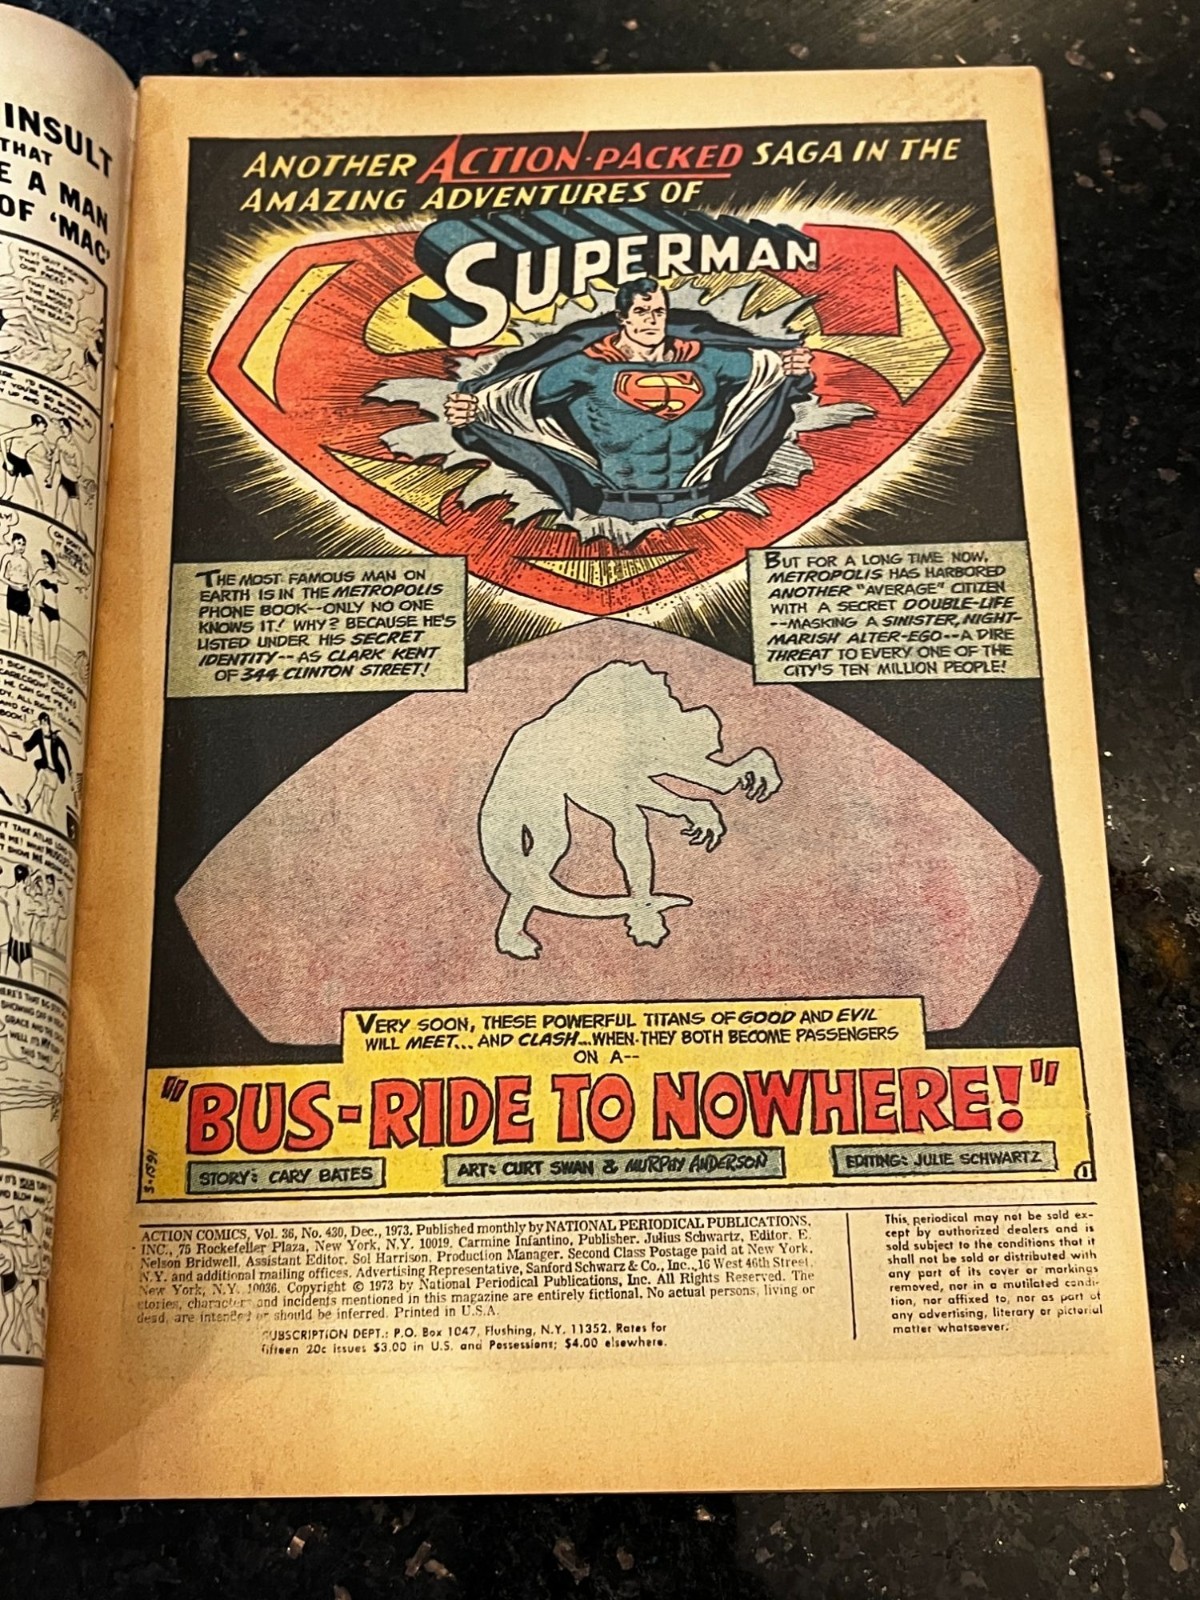 INSULT
THAT
E A MAN
OF 'MAC'
ANOTHER ACTION-PACKED SAGA IN THE
AMAZING ADVENTURES OF
SUPERMAN
THE MOST FAMOUS MAN ON
EARTH IS IN THE METROPOLIS
PHONE BOOK--ONLY NO ONE
KNOWS IT! WHY? BECAUSE HE'S
LISTED UNDER HIS SECRET
IDENTITY--AS CLARK KENT
OF 344 CLINTON STREET!
BUT FOR A LONG TIME NOW,
METROPOLIS HAS HARBORED
ANOTHER "AVERAGE" CITIZEN
WITH A SECRET DOUBLE-LIFE
--MASKING A SINISTER, NIGHT-
MARISH ALTER-EGO--A DIRE
THREAT TO EVERY ONE OF THE
CITY'S TEN MILLION PEOPLE!
VERY SOON, THESE POWERFUL TITANS OF GOOD AND EVIL
WILL MEET... AND CLASH...WHEN THEY BOTH BECOME PASSENGERS
ON A--
"BUS-RIDE TO NOWHERE!"
STORY: CARY BATES
ART: CURT SWAN & MURPHY ANDERSON
EDITING: JULIE SCHWARTZ
1
S-1591
ACTION COMICS, Vol. 36, No. 430, Dec., 1973. Published monthly by NATIONAL PERIODICAL PUBLICATIONS,
INC., 75 Rockefeller Plaza, New York, N.Y. 10019. Carmine Infantino, Publisher. Julius Schwartz, Editor. E.
Nelson Bridwell, Assistant Editor. Sol Harrison, Production Manager. Second Class Postage paid at New York,
N.Y. and additional mailing offices. Advertising Representative, Sanford Schwarz & Co., Inc., 16 West 46th Street,
New York, N.Y. 10036. Copyright © 1973 by National Periodical Publications, Inc. All Rights Reserved. The
stories, characters and incidents mentioned in this magazine are entirely fictional. No actual persons, living or
dead, are intended or should be inferred. Printed in U.S.A.
SUBSCRIPTION DEPT.: P.O. Box 1047, Flushing, N.Y. 11352. Rates for
fifteen 20c issues $3.00 in U.S. and Possessions; $4.00 elsewhere.
This periodical may not be sold ex-
cept by authorized dealers and is
sold subject to the conditions that it
shall not be sold or distributed with
any part of its cover or markings
removed, nor in a mutilated condi-
tion, nor affixed to, nor as part of
any advertising, literary or pictorial
matter whatsoever.